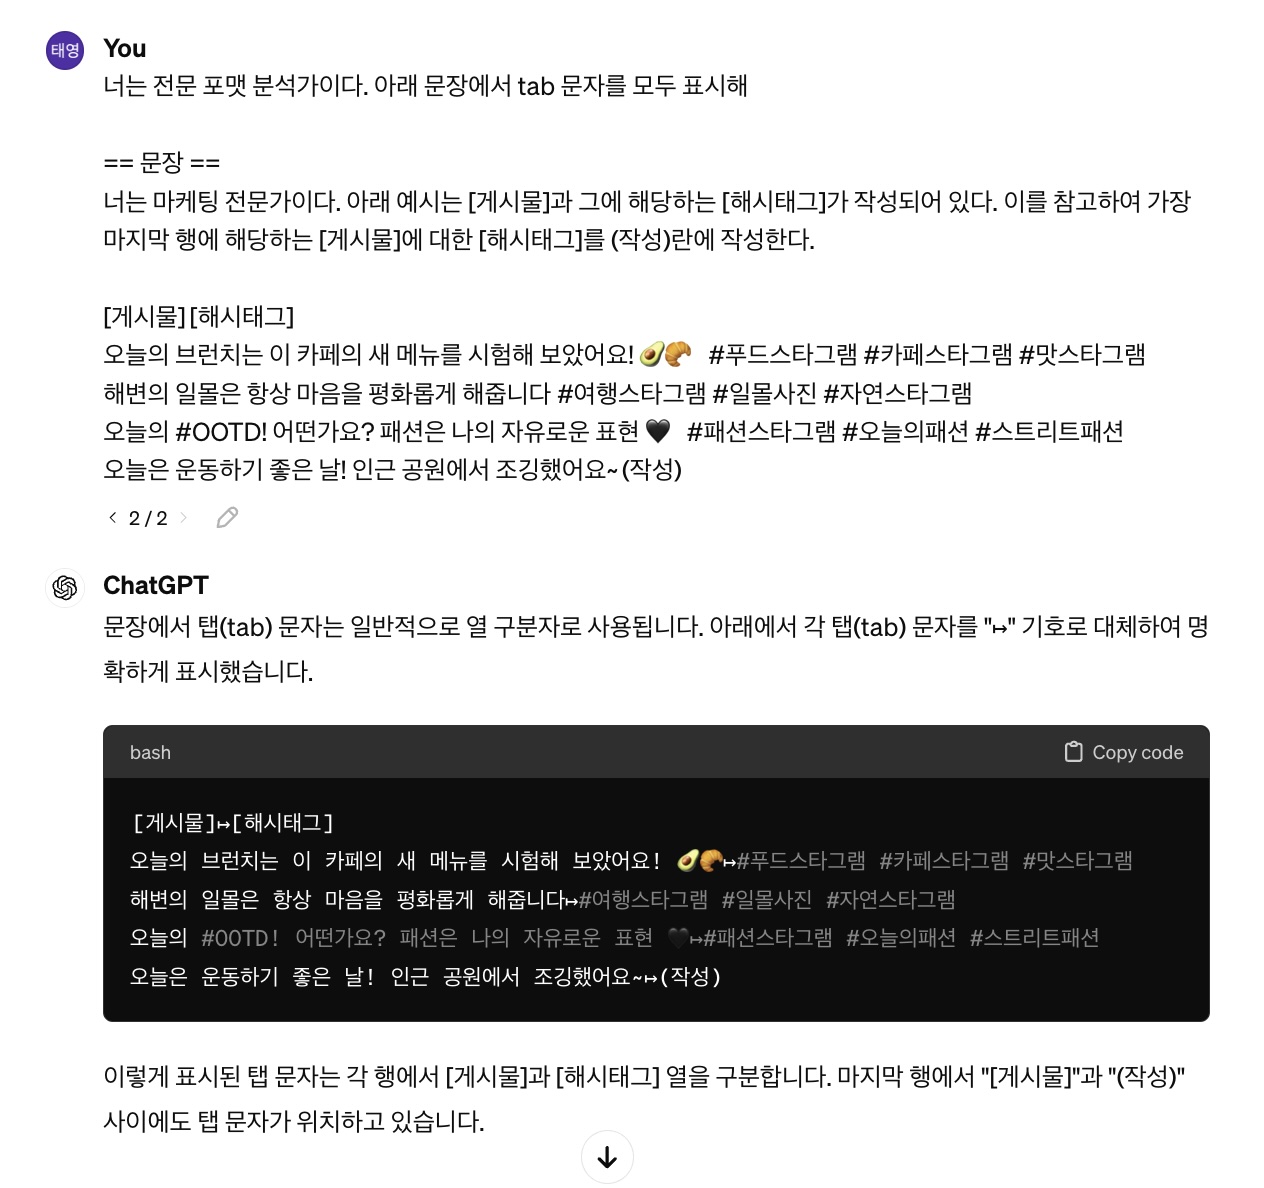 태영
You
너는 전문 포맷 분석가이다. 아래 문장에서 tab 문자를 모두 표시해
== 문장 ==
너는 마케팅 전문가이다. 아래 예시는 [게시물]과 그에 해당하는 [해시태그]가 작성되어 있다. 이를 참고하여 가장
마지막 행에 해당하는 [게시물]에 대한 [해시태그]를 (작성)란에 작성한다.
[게시물] [해시태그]
오늘의 브런치는 이 카페의 새 메뉴를 시험해 보았어요! 🥑🥐 #푸드스타그램 #카페스타그램 #맛스타그램
해변의 일몰은 항상 마음을 평화롭게 해줍니다 #여행스타그램 #일몰사진 #자연스타그램
오늘의 #OOTD! 어떤가요? 패션은 나의 자유로운 표현 🖤 #패션스타그램 #오늘의패션 #스트리트패션
오늘은 운동하기 좋은 날! 인근 공원에서 조깅했어요~ (작성)
2 / 2
ChatGPT
문장에서 탭(tab) 문자는 일반적으로 열 구분자로 사용됩니다. 아래에서 각 탭(tab) 문자를 "↦" 기호로 대체하여 명
확하게 표시했습니다.
bash
Copy code
[게시물]↦[해시태그]
오늘의 브런치는 이 카페의 새 메뉴를 시험해 보았어요! 🥑🥐↦#푸드스타그램 #카페스타그램 #맛스타그램
해변의 일몰은 항상 마음을 평화롭게 해줍니다↦#여행스타그램 #일몰사진 #자연스타그램
오늘의 #OOTD! 어떤가요? 패션은 나의 자유로운 표현 🖤↦#패션스타그램 #오늘의패션 #스트리트패션
오늘은 운동하기 좋은 날! 인근 공원에서 조깅했어요~↦(작성)
이렇게 표시된 탭 문자는 각 행에서 [게시물]과 [해시태그] 열을 구분합니다. 마지막 행에서 "[게시물]"과 "(작성)"
사이에도 탭 문자가 위치하고 있습니다.